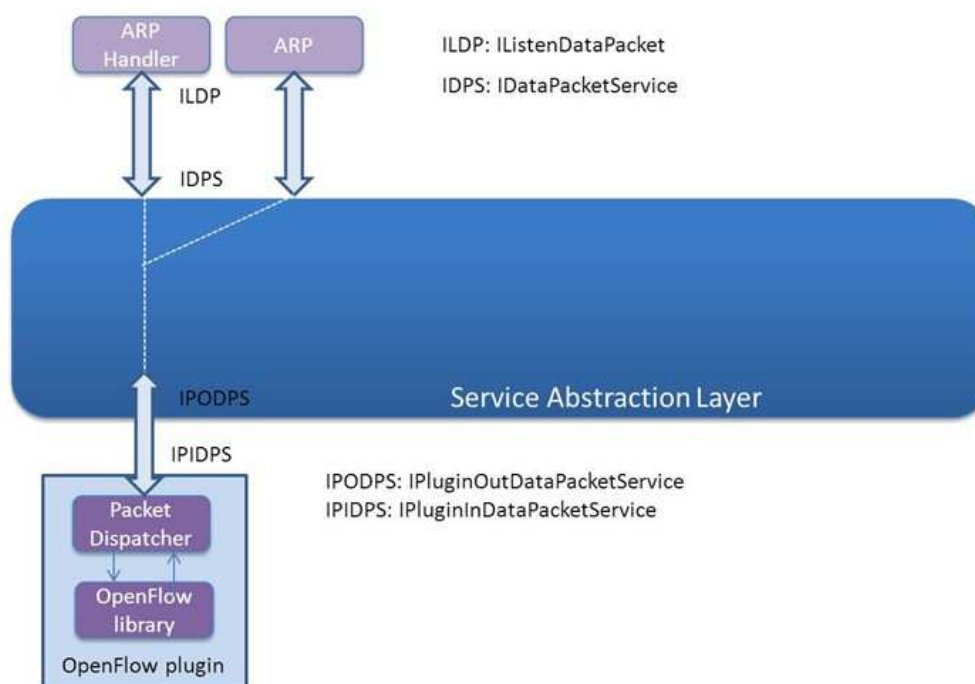 ARP
Handler
ARP
ILDP: IListenDataPacket
IDPS: IDataPacketService
ILDP
IDPS
Service Abstraction Layer
IPODPS
IPIDPS
IPODPS: IPluginOutDataPacketService
IPIDPS: IPluginInDataPacketService
Packet
Dispatcher
OpenFlow
library
OpenFlow plugin